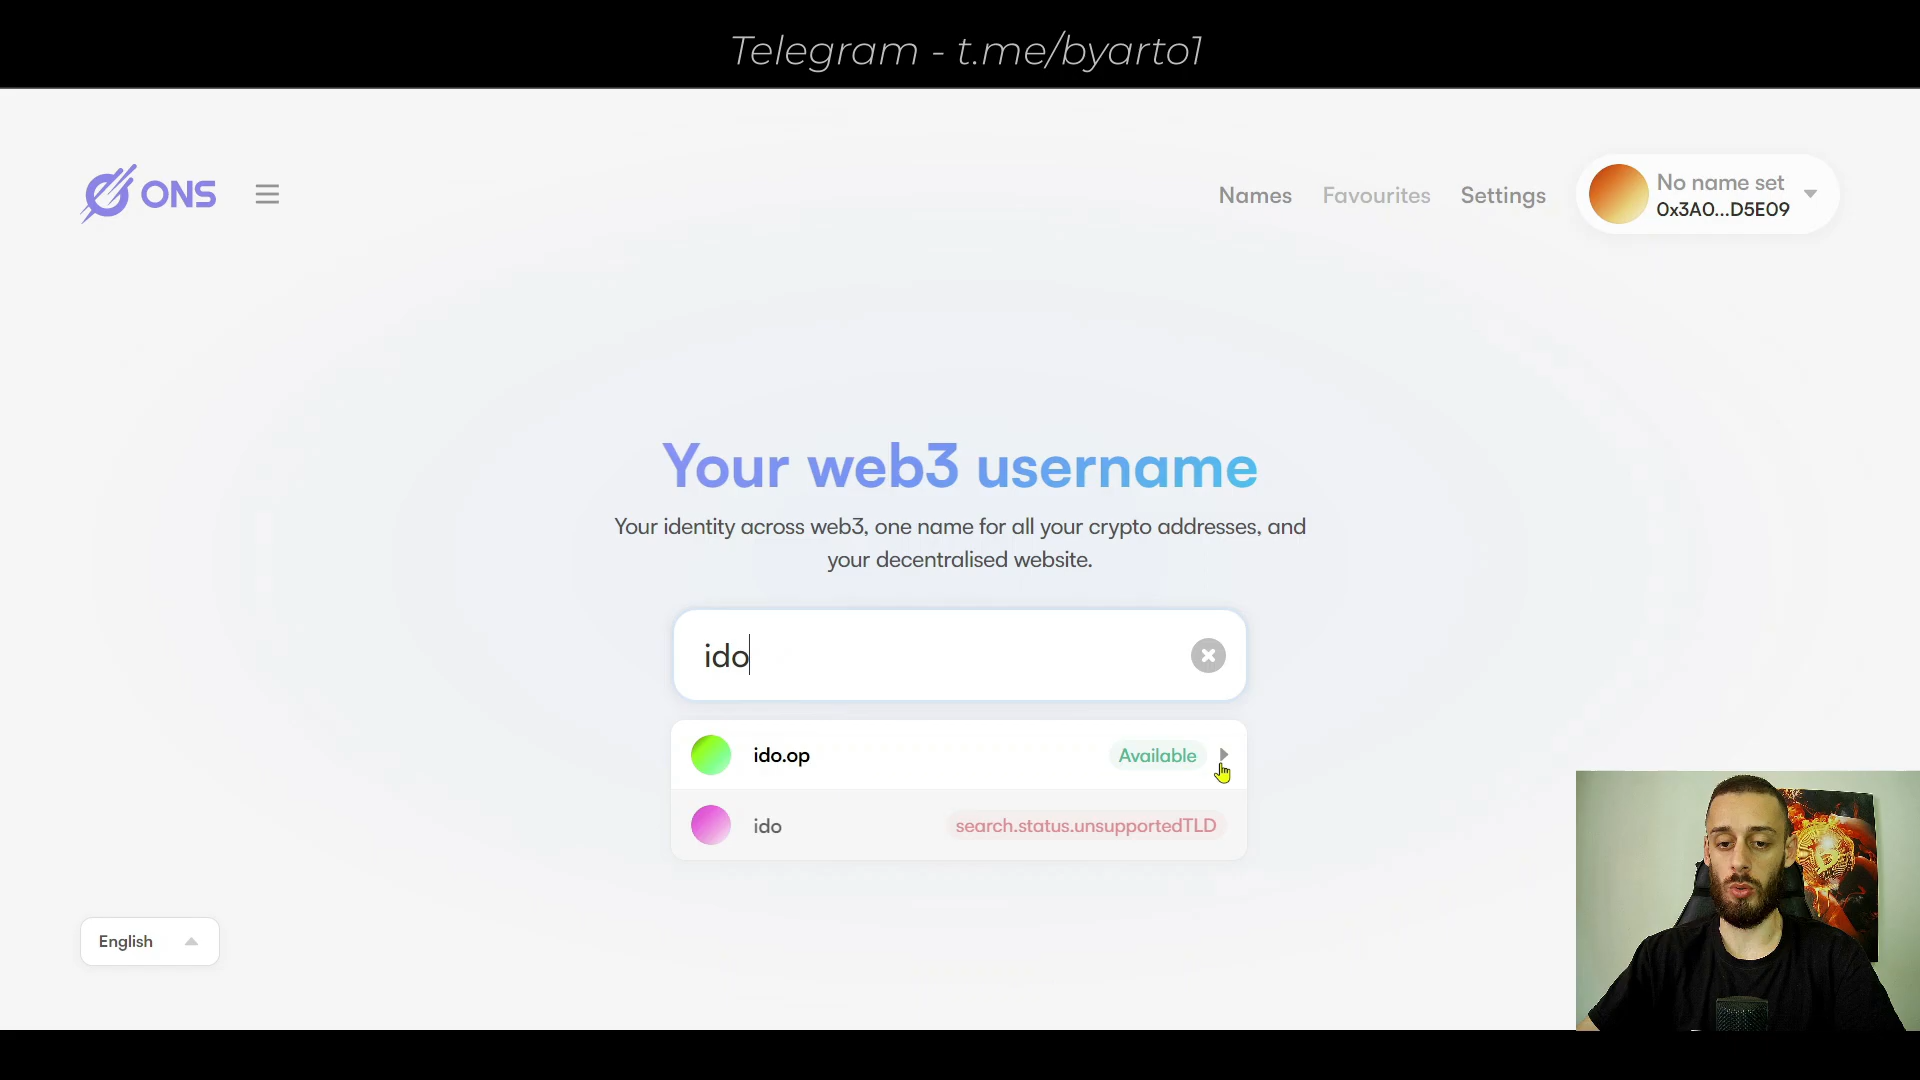 Telegram - t.me/byarto1
ONS
Names
Favourites
Settings
No name set
0x3A0...D5E09
Your web3 username
Your identity across web3, one name for all your crypto addresses, and
your decentralised website.
ido
ido.op
Available
ido
search.status.unsupportedTLD
English